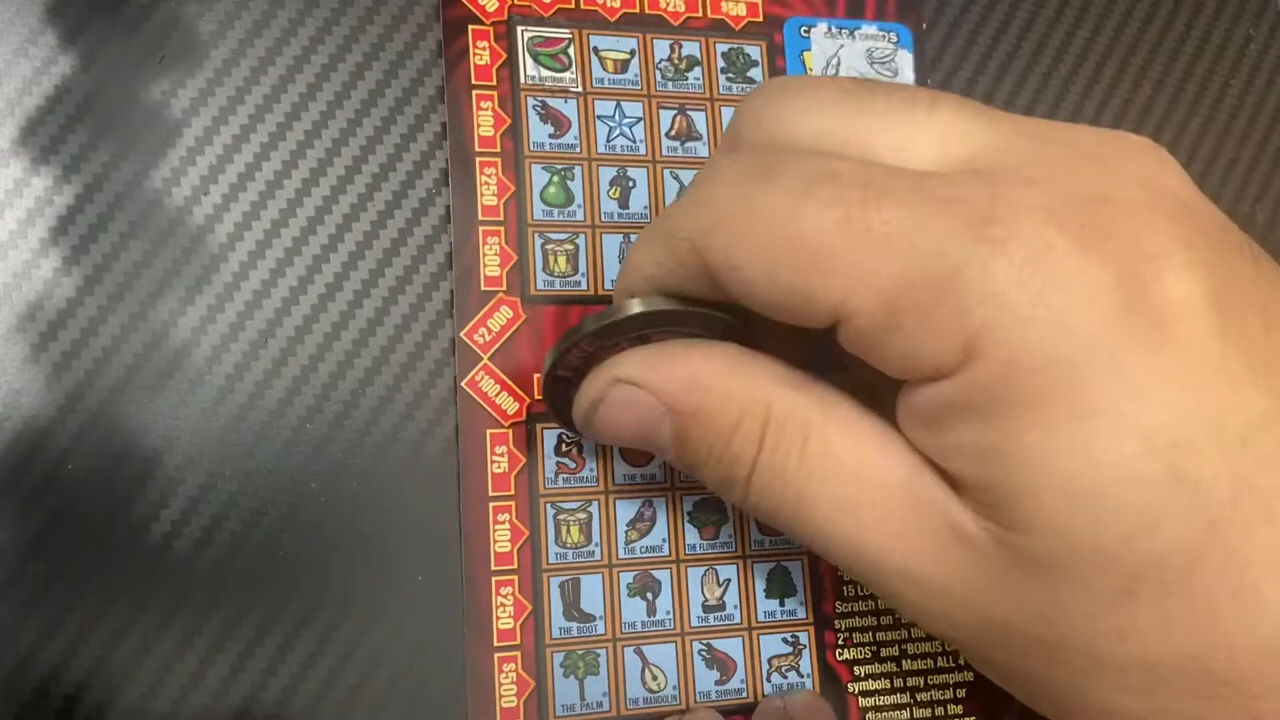 $15
$25
$50
$75
THE WATERMELON
THE SAUCEPAN
THE ROOSTER
$100
THE SHRIMP
THE STAR
THE BELL
$250
THE PEAR
THE MUSICIAN
$500
THE DRUM
$2,000
$100,000
$75
THE MERMAID
$100
THE DRUM
THE CANOE
THE FLOWERPOT
$250
THE BOOT
THE BONNET
THE HAND
THE PINE
$500
THE PALM
THE MANDOLIN
THE SHRIMP
THE DEER
15 LO
Scratch
symbols on
2" that match the
CARDS" and "BONUS
symbols. Match ALL 4
symbols in any complete
horizontal, vertical or
diagonal line in the